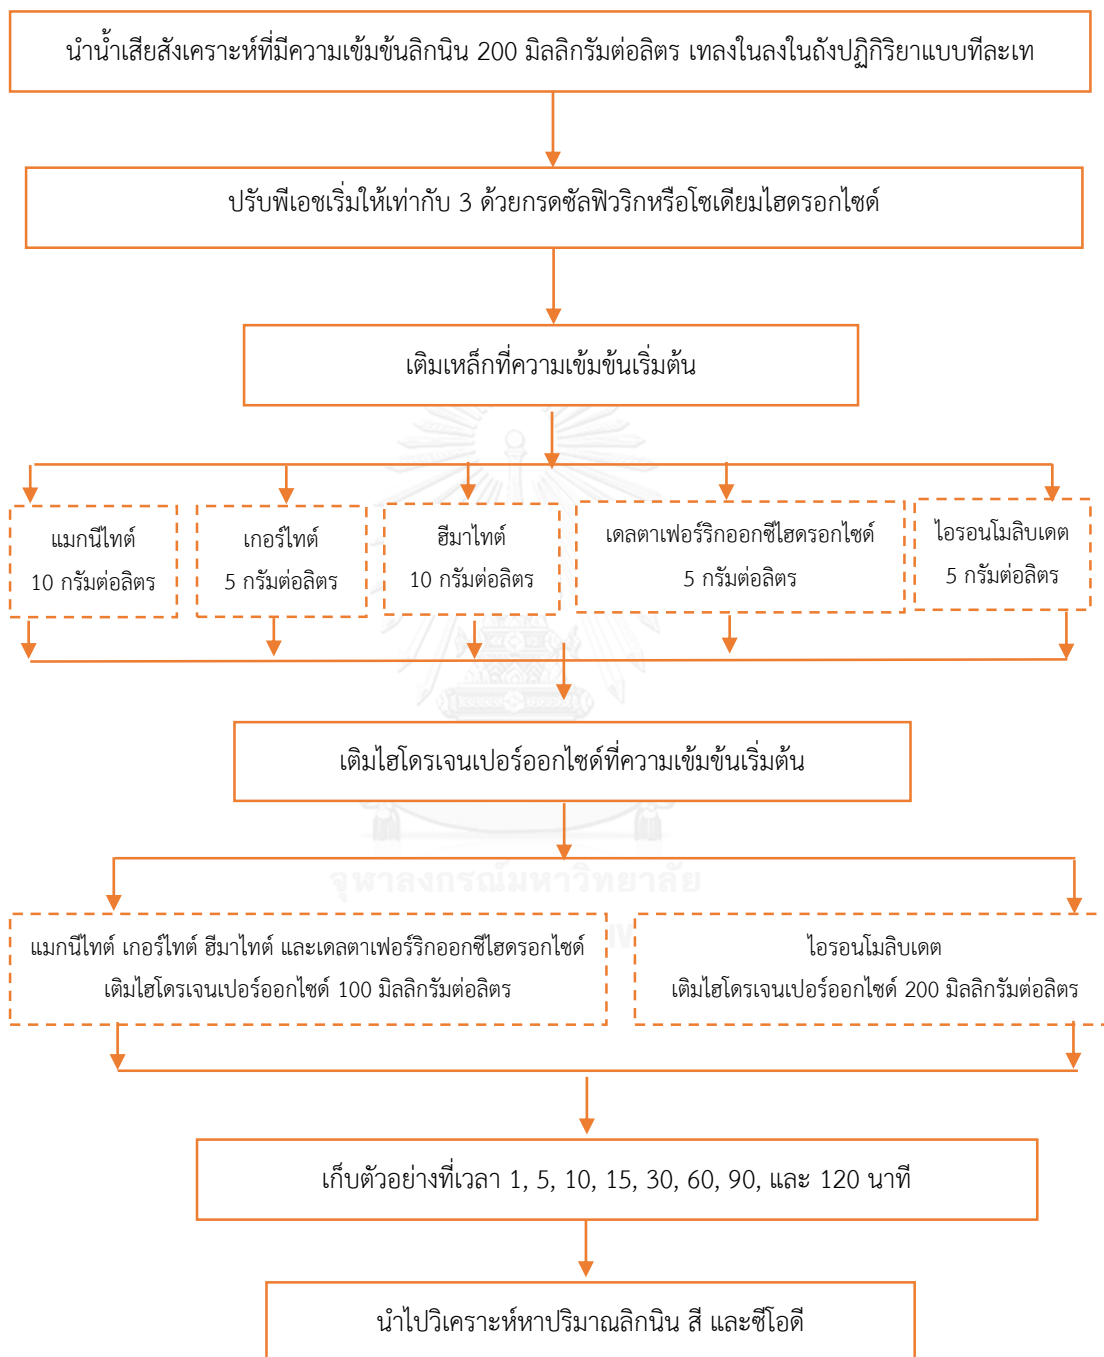 นำน้ำเสียสังเคราะห์ที่มีความเข้มข้นลิกนิน 200 มิลลิกรัมต่อลิตร เทลงในลงในถังปฏิกิริยาแบบทีละเท
ปรับพีเอชเริ่มให้เท่ากับ 3 ด้วยกรดซัลฟิวริกหรือโซเดียมไฮดรอกไซด์
เติมเหล็กที่ความเข้มข้นเริ่มต้น
แมกนีไทต์
10 กรัมต่อลิตร
เกอร์ไทต์
5 กรัมต่อลิตร
ฮีมาไทต์
10 กรัมต่อลิตร
เดลตาเฟอร์ริกออกซีไฮดรอกไซด์
5 กรัมต่อลิตร
ไอรอนโมลิบเดต
5 กรัมต่อลิตร
เติมไฮโดรเจนเปอร์ออกไซด์ที่ความเข้มข้นเริ่มต้น
จุฬาลงกรณ์มหาวิทยาลัย
แมกนีไทต์ เกอร์ไทต์ ฮีมาไทต์ และเดลตาเฟอร์ริกออกซีไฮดรอกไซด์
เติมไฮโดรเจนเปอร์ออกไซด์ 100 มิลลิกรัมต่อลิตร
ไอรอนโมลิบเดต
เติมไฮโดรเจนเปอร์ออกไซด์ 200 มิลลิกรัมต่อลิตร
เก็บตัวอย่างที่เวลา 1, 5, 10, 15, 30, 60, 90, และ 120 นาที
นำไปวิเคราะห์หาปริมาณลิกนิน สี และซีโอดี